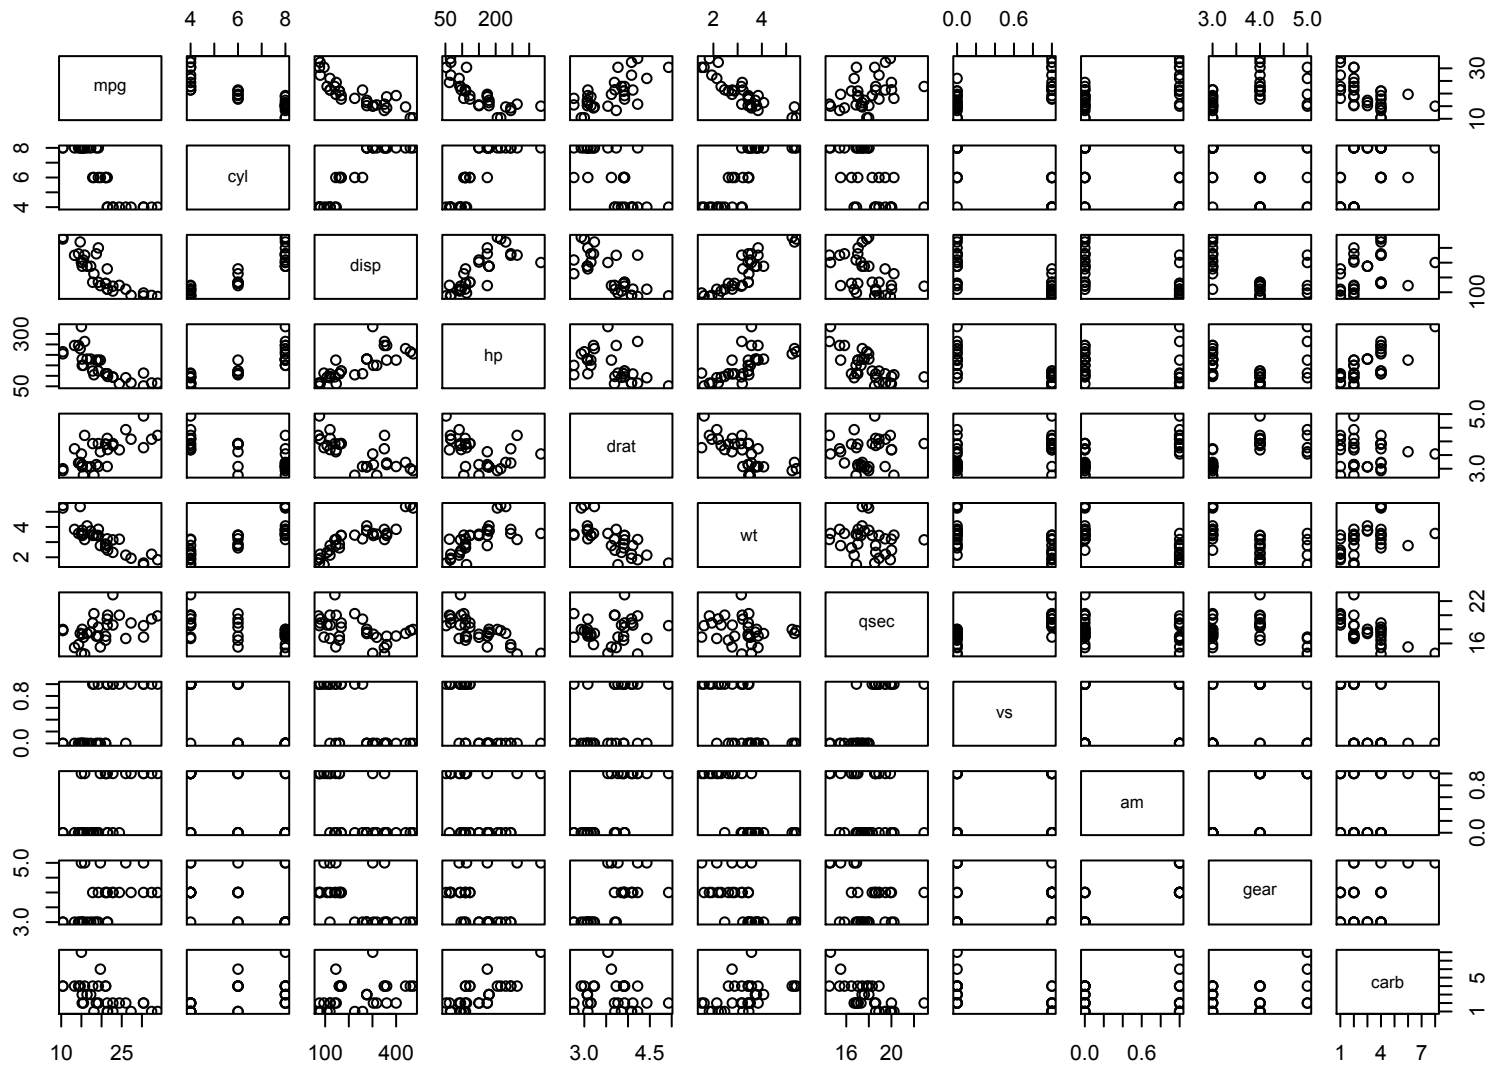 4 6 8 50 200 2 4 0.0 0.6 3.0 5.0
mpg 10 30
4 6 8 cyl
disp 100
50 300 hp
drat 3.0 5.0
2 4 wt
qsec 16 22
0.0 0.8 vs
am 0.0 0.8
3.0 5.0 gear
carb 1 5
10 25 100 400 3.0 4.5 16 20 0.0 0.6 1 4 7